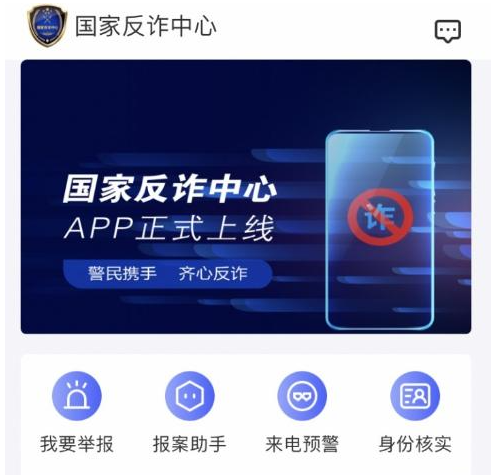 国家反诈中心
国家反诈中心
APP正式上线
诈
警民携手 齐心反诈
我要举报 报案助手 来电预警 身份核实